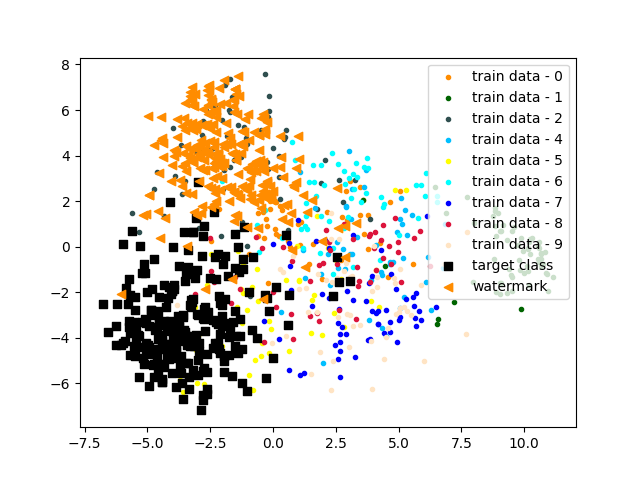 8
6
4
2
0
−2
−4
−6
−7.5
−5.0
−2.5
0.0
2.5
5.0
7.5
10.0
train data - 0
train data - 1
train data - 2
train data - 4
train data - 5
train data - 6
train data - 7
train data - 8
train data - 9
target class
watermark